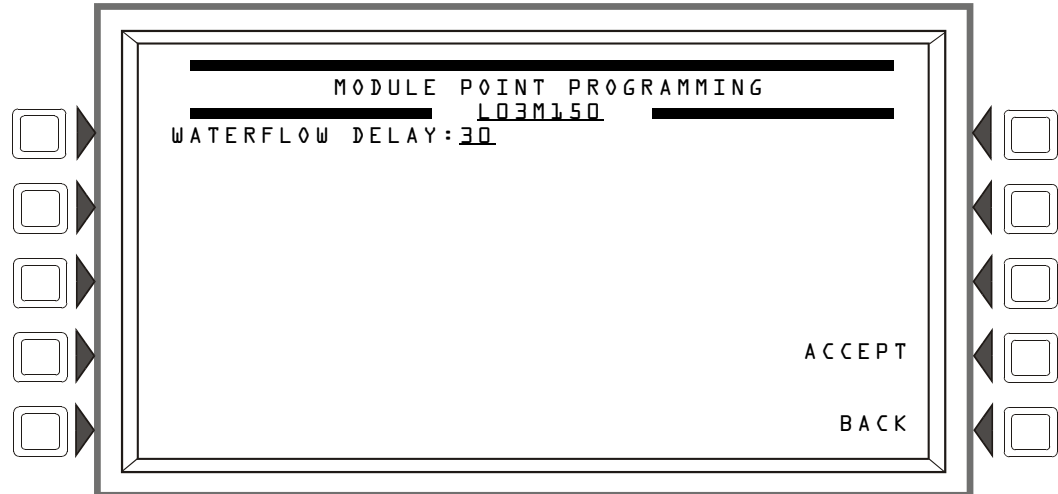 MODULE POINT PROGRAMMING
L03M150
WATERFLOW DELAY:30
ACCEPT
BACK